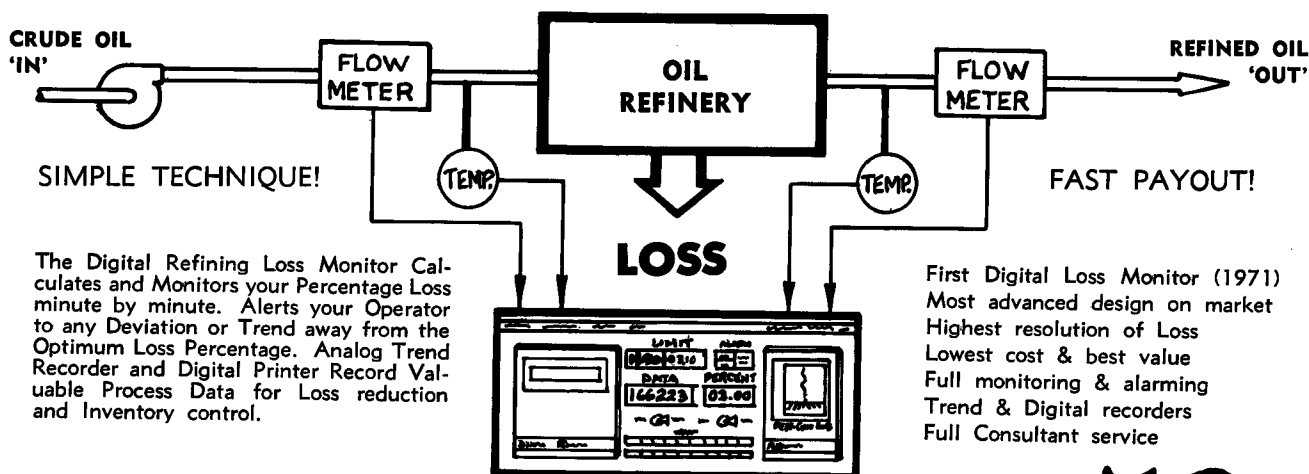 CRUDE OIL
'IN'
FLOW
METER
OIL
REFINERY
FLOW
METER
REFINED OIL
'OUT'
SIMPLE TECHNIQUE!
TEMP.
TEMP.
FAST PAYOUT!
LOSS
The Digital Refining Loss Monitor Cal-
culates and Monitors your Percentage Loss
minute by minute. Alerts your Operator
to any Deviation or Trend away from the
Optimum Loss Percentage. Analog Trend
Recorder and Digital Printer Record Val-
uable Process Data for Loss reduction
and Inventory control.
LIMIT ALARM
0210
DATA PERCENT
166223 03.00
First Digital Loss Monitor (1971)
Most advanced design on market
Highest resolution of Loss
Lowest cost & best value
Full monitoring & alarming
Trend & Digital recorders
Full Consultant service